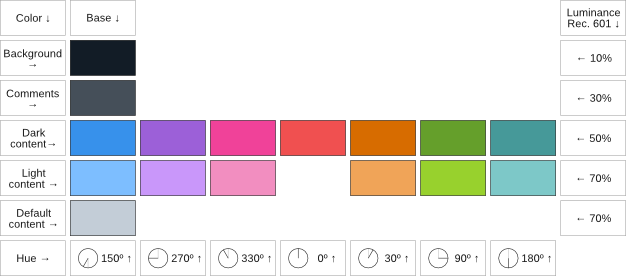 Color ↓
Base ↓
Luminance
Rec. 601 ↓
Background
→
← 10%
Comments
→
← 30%
Dark
content→
← 50%
Light
content →
← 70%
Default
content →
← 70%
Hue →
150º ↑
270º ↑
330º ↑
0º ↑
30º ↑
90º ↑
180º ↑